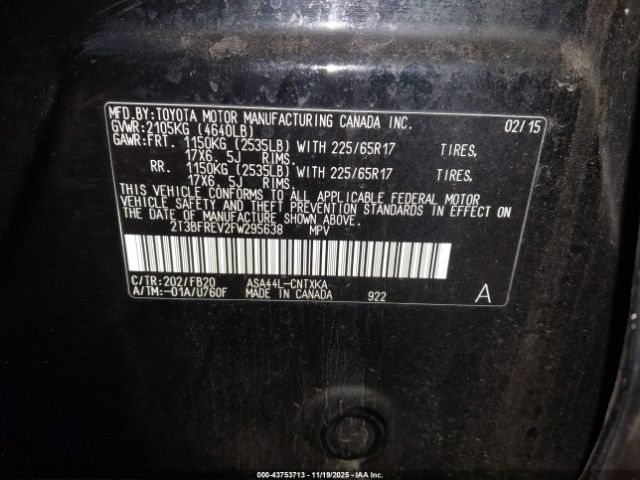 MFD.BY:TOYOTA MOTOR MANUFACTURING CANADA INC. 02/15
GVWR:2105KG (4640LB)
GAWR:FRT. 1150KG (2535LB) WITH 225/65R17 TIRES,
17X6. 5J RIMS.
RR. 1150KG (2535LB) WITH 225/65R17 TIRES,
17X6. 5J RIMS.
THIS VEHICLE CONFORMS TO ALL APPLICABLE FEDERAL MOTOR
VEHICLE SAFETY AND THEFT PREVENTION STANDARDS IN EFFECT ON
THE DATE OF MANUFACTURE SHOWN ABOVE.
2T3BFREV2FW295638 MPV
C/TR:202/FB20 ASA44L-CNTXKA
A/TM:-01A/U760F MADE IN CANADA 922 A
000-43753713 - 11/19/2025 - IAA Inc.